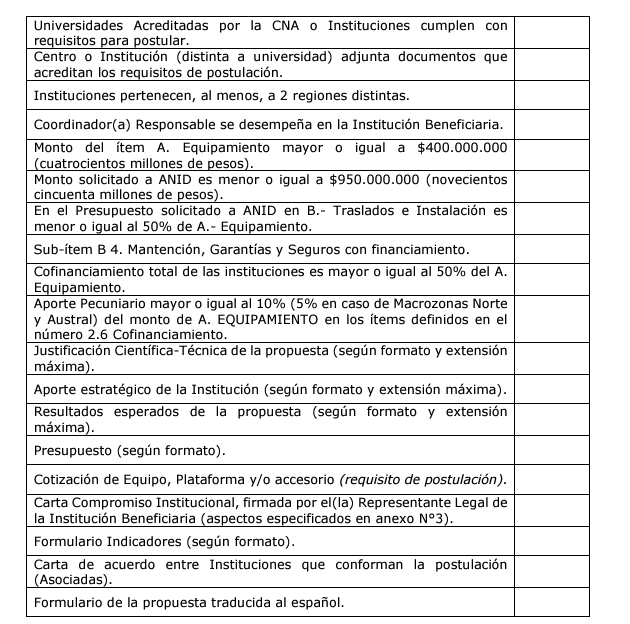 Universidades Acreditadas por la CNA o Instituciones cumplen con
requisitos para postular.
Centro o Institución (distinta a universidad) adjunta documentos que
acreditan los requisitos de postulación.
Instituciones pertenecen, al menos, a 2 regiones distintas.
Coordinador(a) Responsable se desempeña en la Institución Beneficiaria.
Monto del ítem A. Equipamiento mayor o igual a $400.000.000
(cuatrocientos millones de pesos).
Monto solicitado a ANID es menor o igual a $950.000.000 (novecientos
cincuenta millones de pesos).
En el Presupuesto solicitado a ANID en B.- Traslados e Instalación es
menor o igual al 50% de A.- Equipamiento.
Sub-ítem B 4. Mantención, Garantías y Seguros con financiamiento.
Cofinanciamiento total de las instituciones es mayor o igual al 50% del A.
Equipamiento.
Aporte Pecuniario mayor o igual al 10% (5% en caso de Macrozonas Norte
y Austral) del monto de A. EQUIPAMIENTO en los ítems definidos en el
número 2.6 Cofinanciamiento.
Justificación Científica-Técnica de la propuesta (según formato y extensión
máxima).
Aporte estratégico de la Institución (según formato y extensión máxima).
Resultados esperados de la propuesta (según formato y extensión
máxima).
Presupuesto (según formato).
Cotización de Equipo, Plataforma y/o accesorio (requisito de postulación).
Carta Compromiso Institucional, firmada por el(la) Representante Legal de
la Institución Beneficiaria (aspectos especificados en anexo N°3).
Formulario Indicadores (según formato).
Carta de acuerdo entre Instituciones que conforman la postulación
(Asociadas).
Formulario de la propuesta traducida al español.